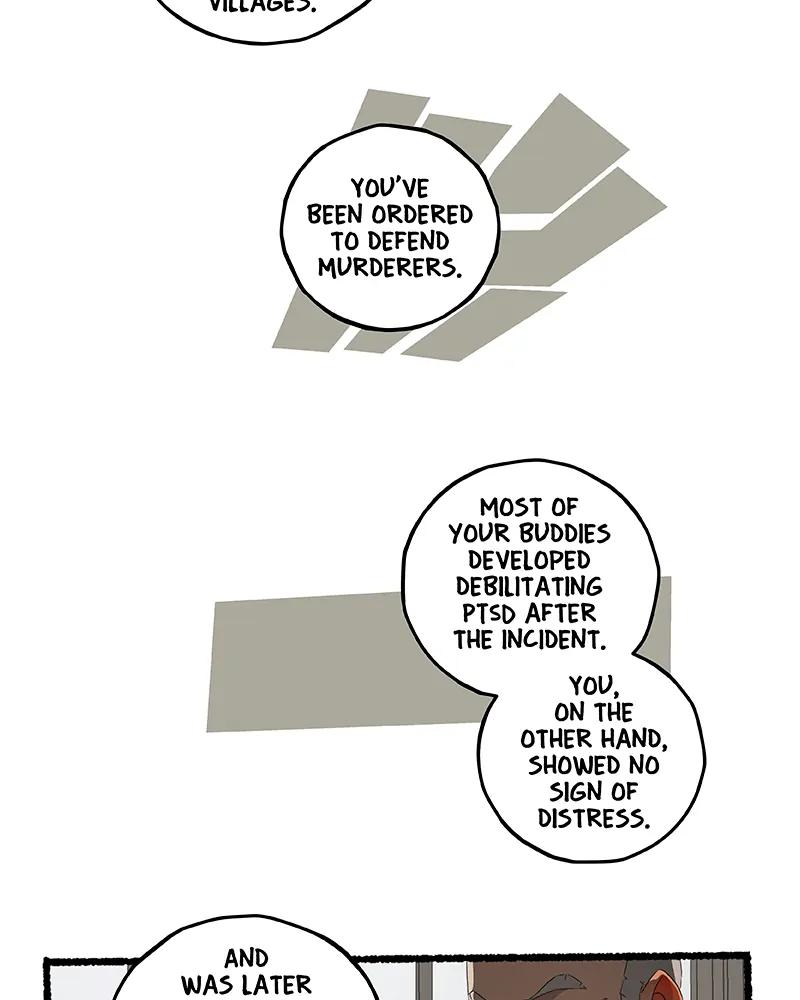 VILLAGES.
YOU'VE
BEEN ORDERED
TO DEFEND
MURDERERS.
MOST OF
YOUR BUDDIES
DEVELOPED
DEBILITATING
PTSD AFTER
THE INCIDENT.
YOU,
ON THE
OTHER HAND,
SHOWED NO
SIGN OF
DISTRESS.
AND
WAS LATER